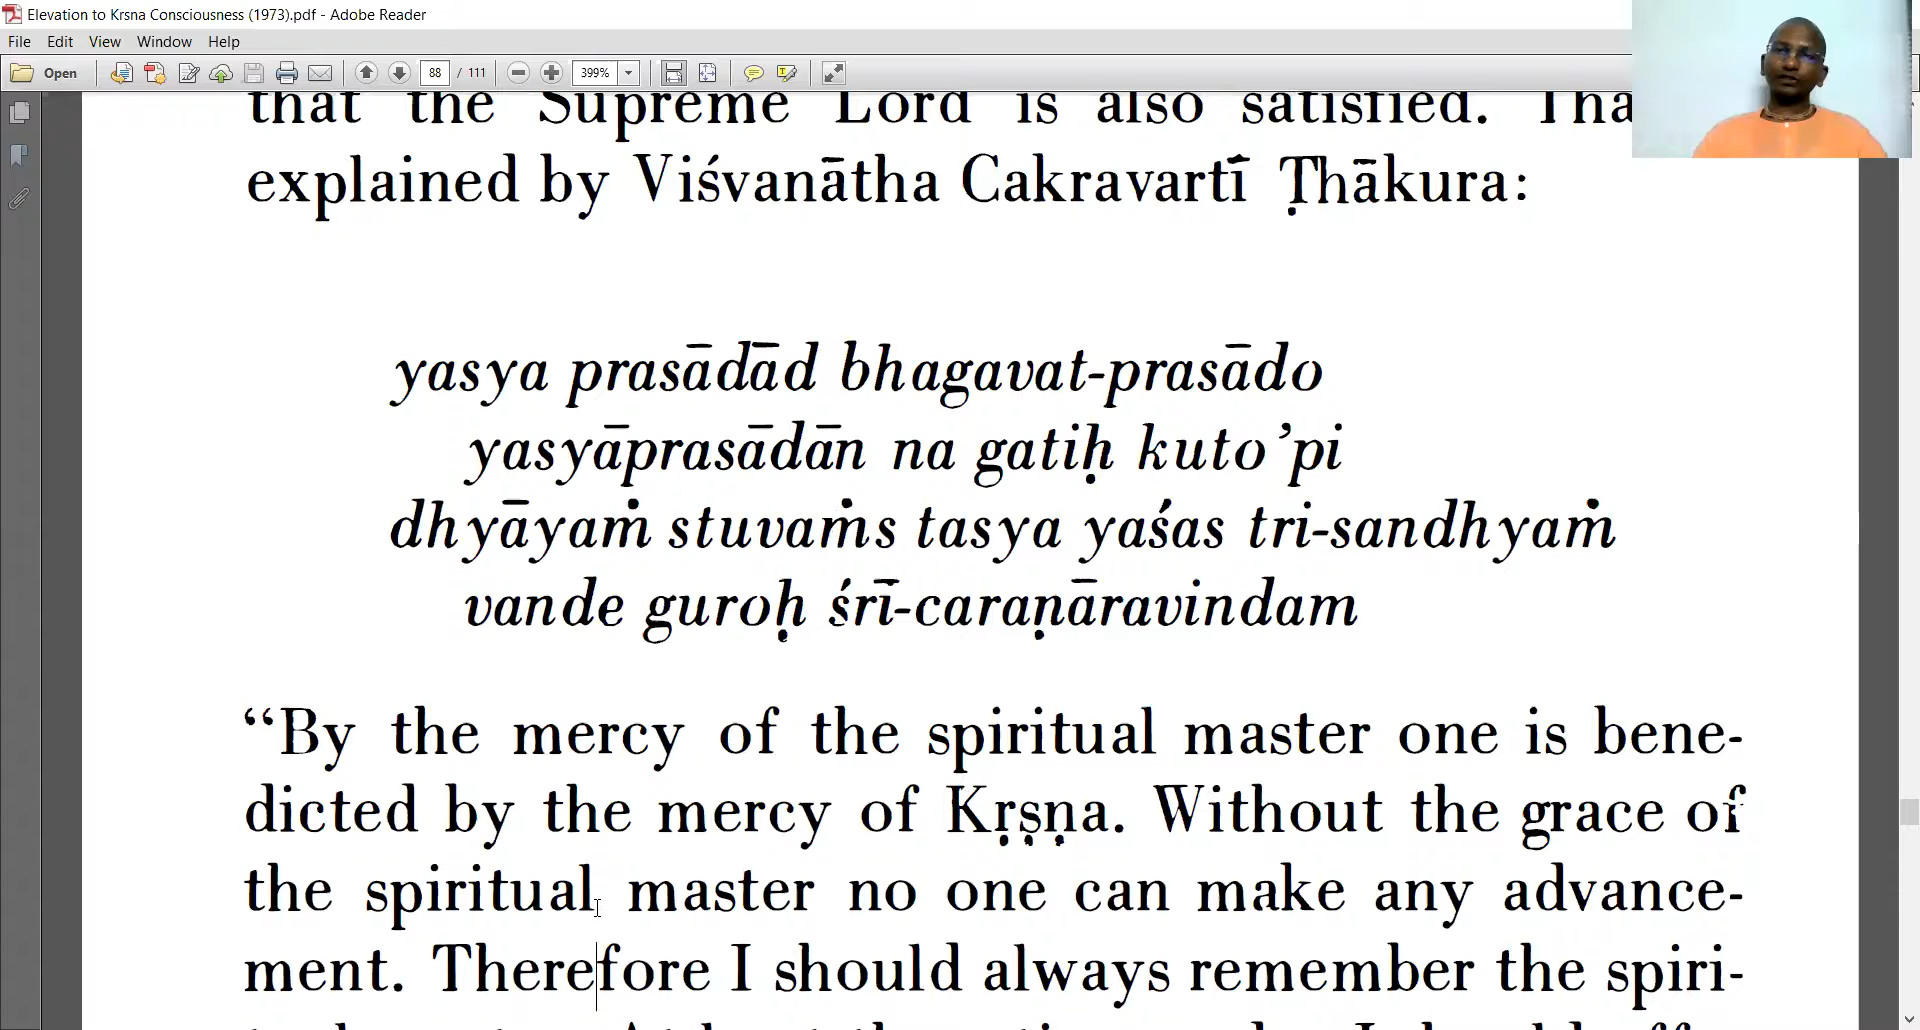 Elevation to Krsna Consciousness (1973).pdf - Adobe Reader
File Edit View Window Help
Open 88 / 111 399%
that the Supreme Lord is also satisfied.
explained by Viśvanātha Cakravartī Ṭhākura:
yasya prasādād bhagavat-prasādo
yasyāprasādān na gatiḥ kuto’pi
dhyāyaṁ stuvaṁs tasya yaśas tri-sandhyaṁ
vande guroḥ śrī-caraṇāravindam
“By the mercy of the spiritual master one is bene-
dicted by the mercy of Kṛṣṇa. Without the grace of
the spiritual master no one can make any advance-
ment. Therefore I should always remember the spiri-